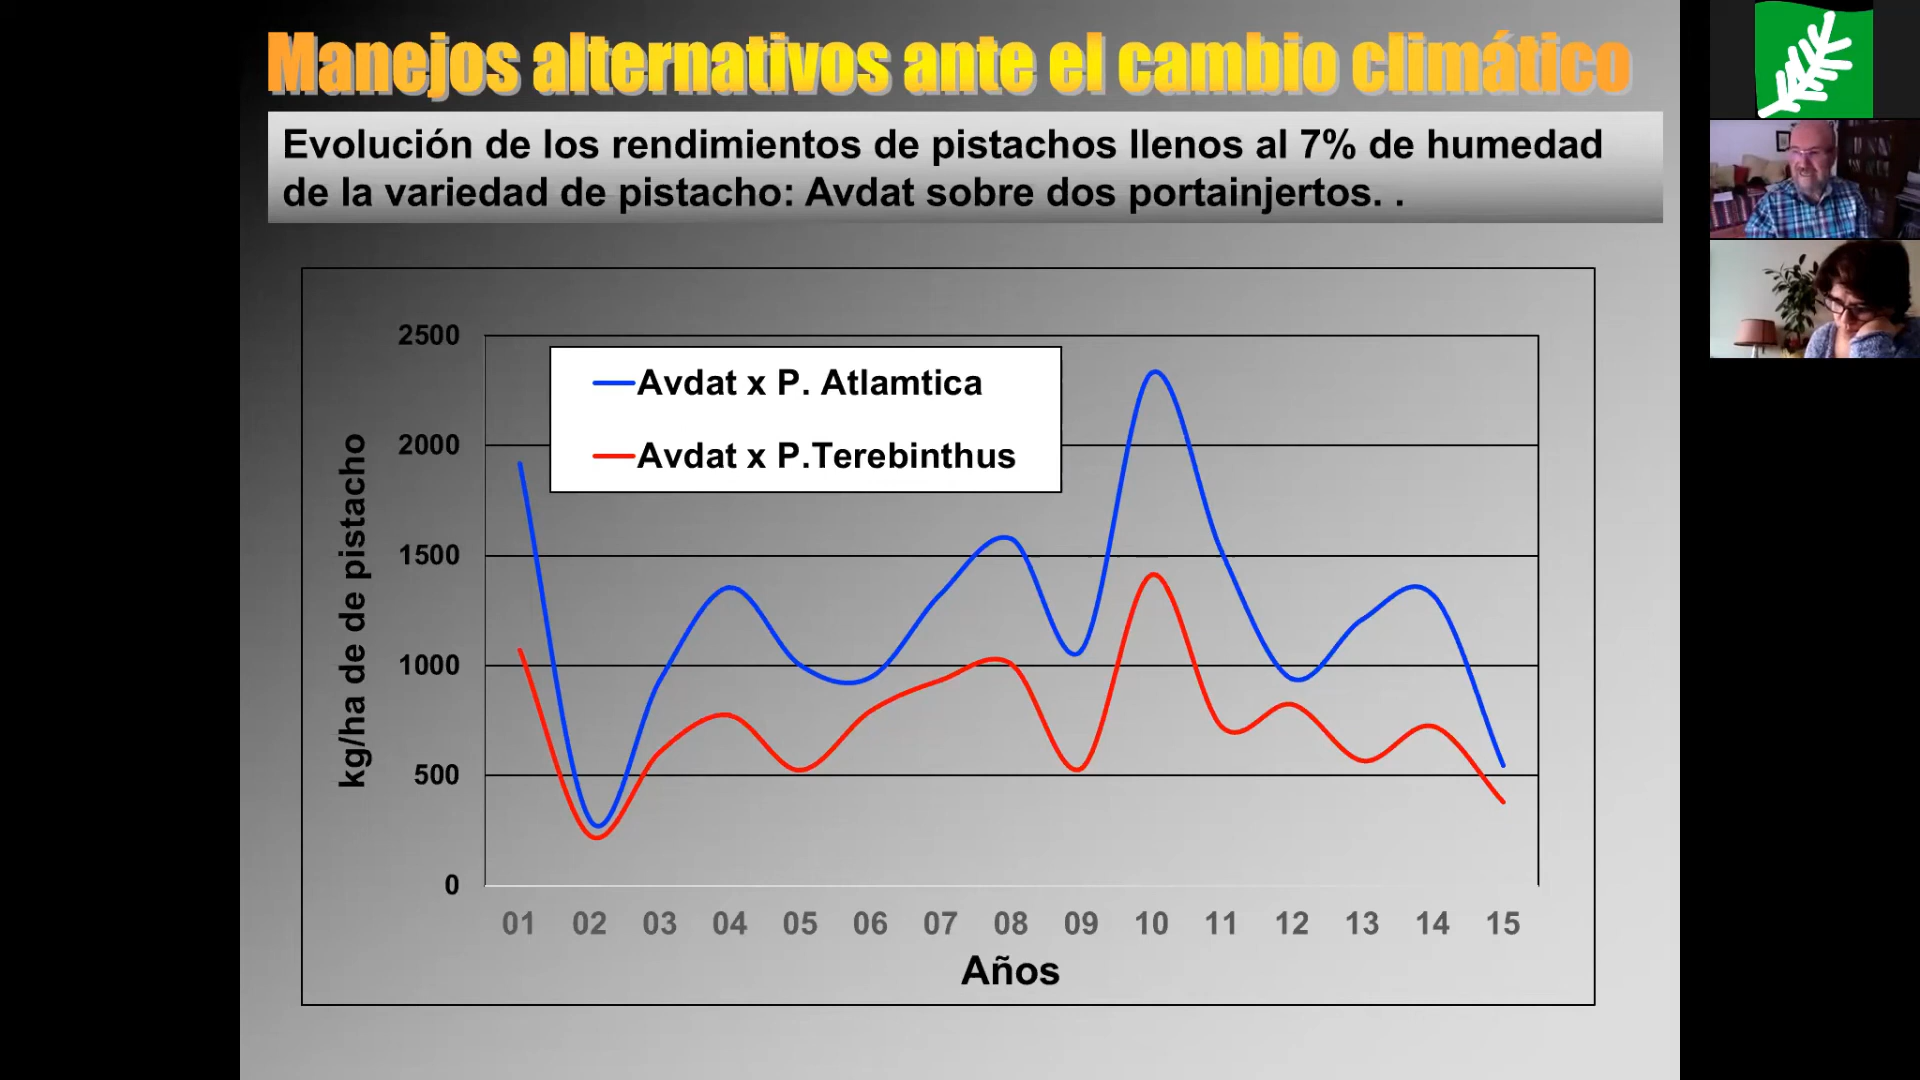 Manejos alternativos ante el cambio climático
Evolución de los rendimientos de pistachos llenos al 7% de humedad
de la variedad de pistacho: Avdat sobre dos portainjertos. .
2500
2000
1500
1000
500
0
kg/ha de de pistacho
Avdat x P. Atlamtica
Avdat x P.Terebinthus
01 02 03 04 05 06 07 08 09 10 11 12 13 14 15
Años